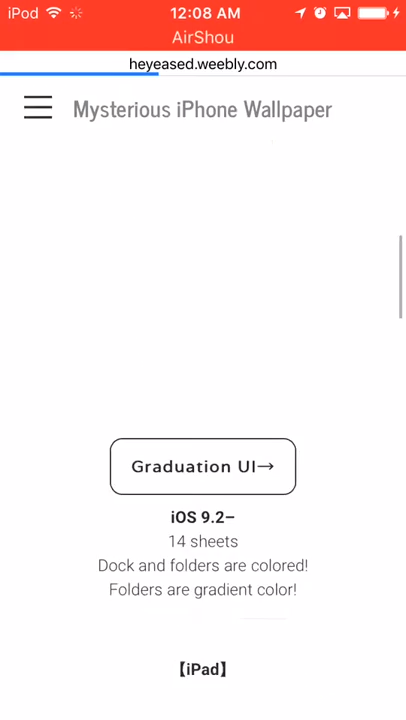 iPod 12:08 AM
AirShou
heyeased.weebly.com
Mysterious iPhone Wallpaper
Graduation UI→
iOS 9.2−
14 sheets
Dock and folders are colored!
Folders are gradient color!
【iPad】